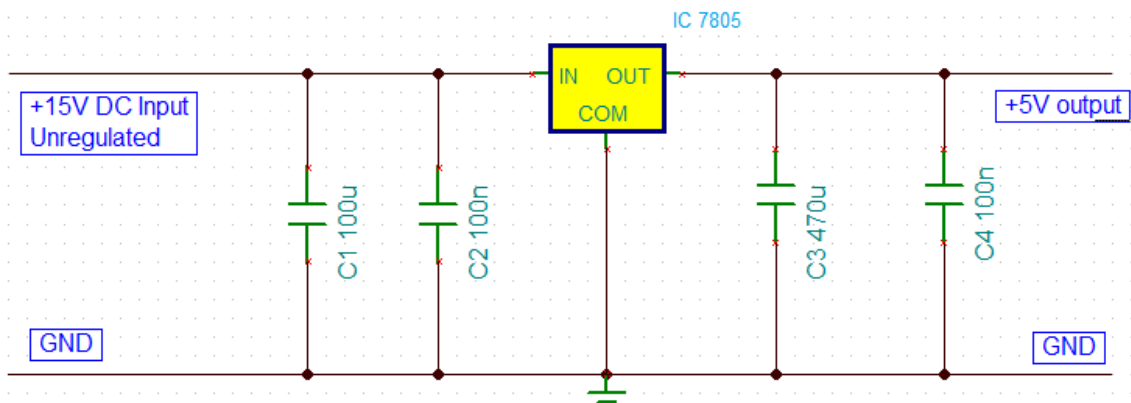 IC 7805
IN OUT
COM
+15V DC Input
Unregulated
+5V output
C1 100u
C2 100n
C3 470u
C4 100n
GND
GND